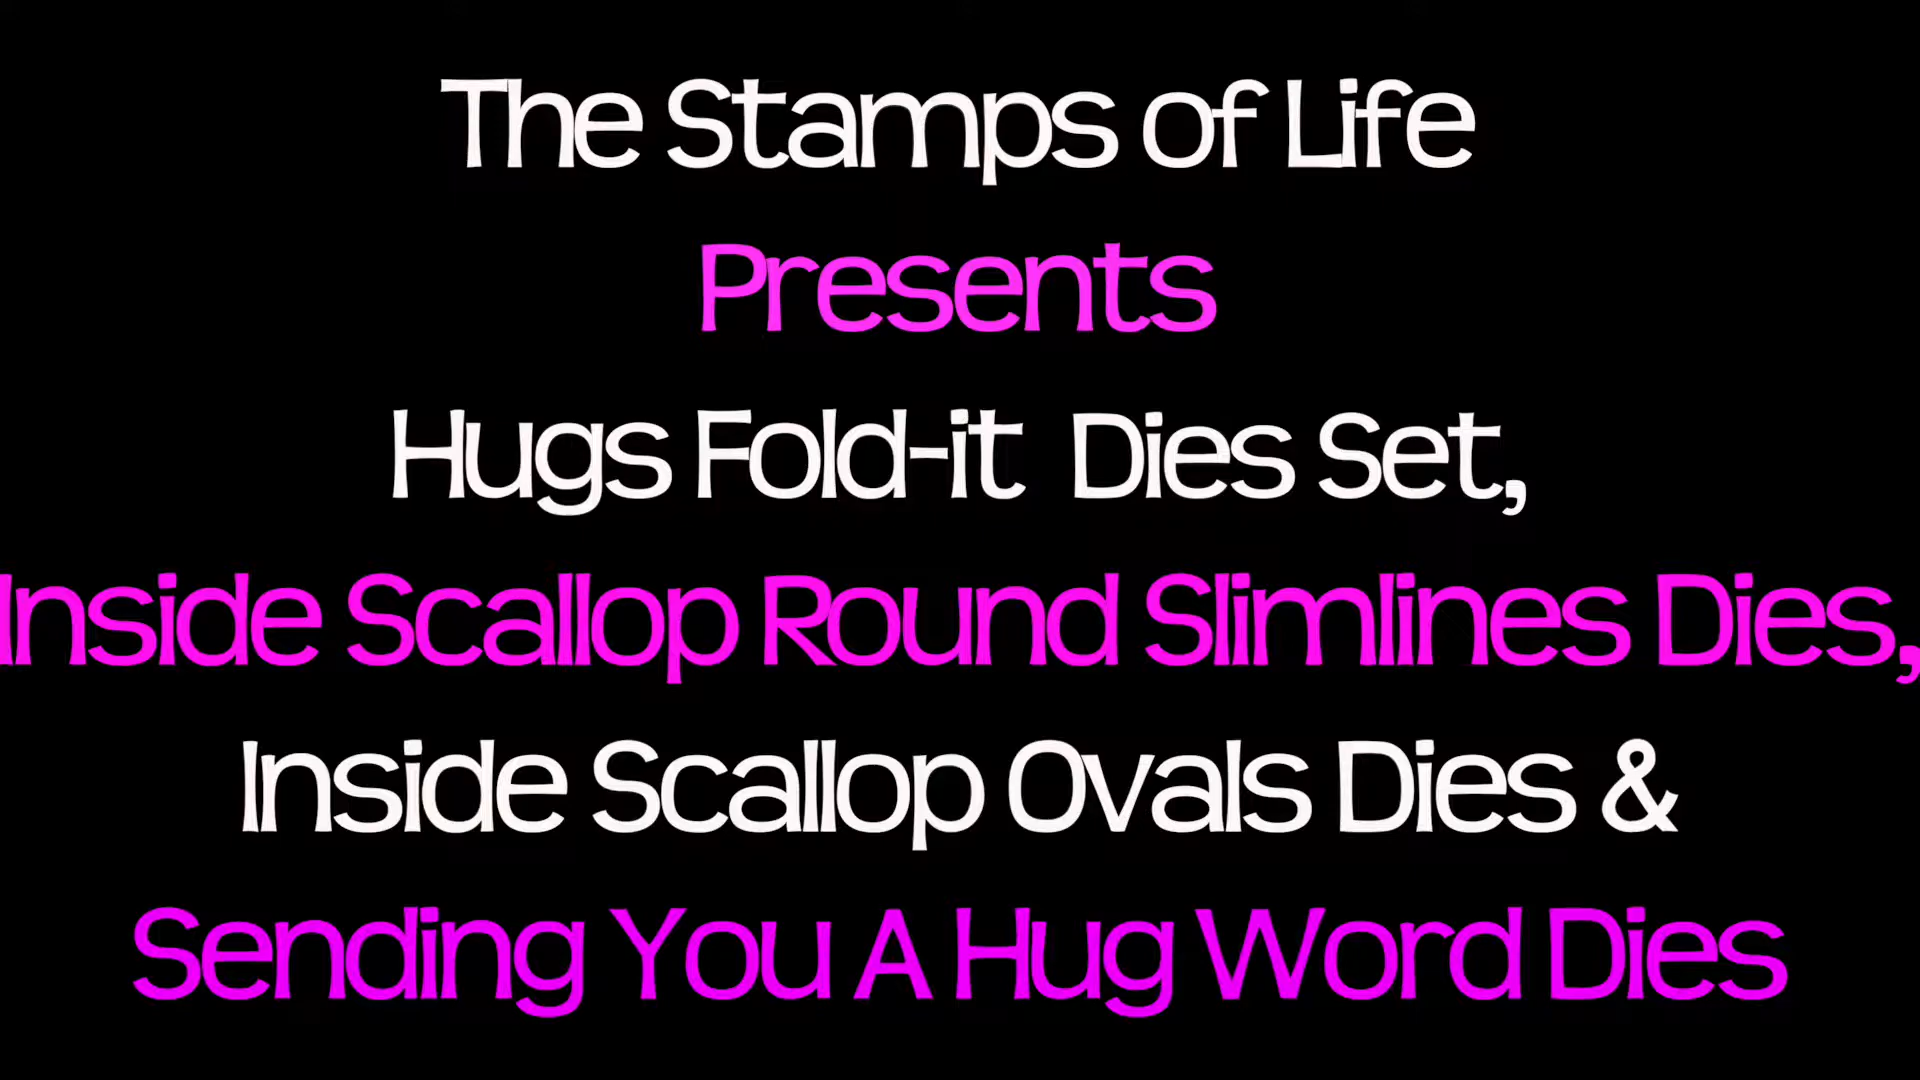 The Stamps of Life
Presents
Hugs Fold-it Dies Set,
Inside Scallop Round Slimlines Dies,
Inside Scallop Ovals Dies &
Sending You A Hug Word Dies